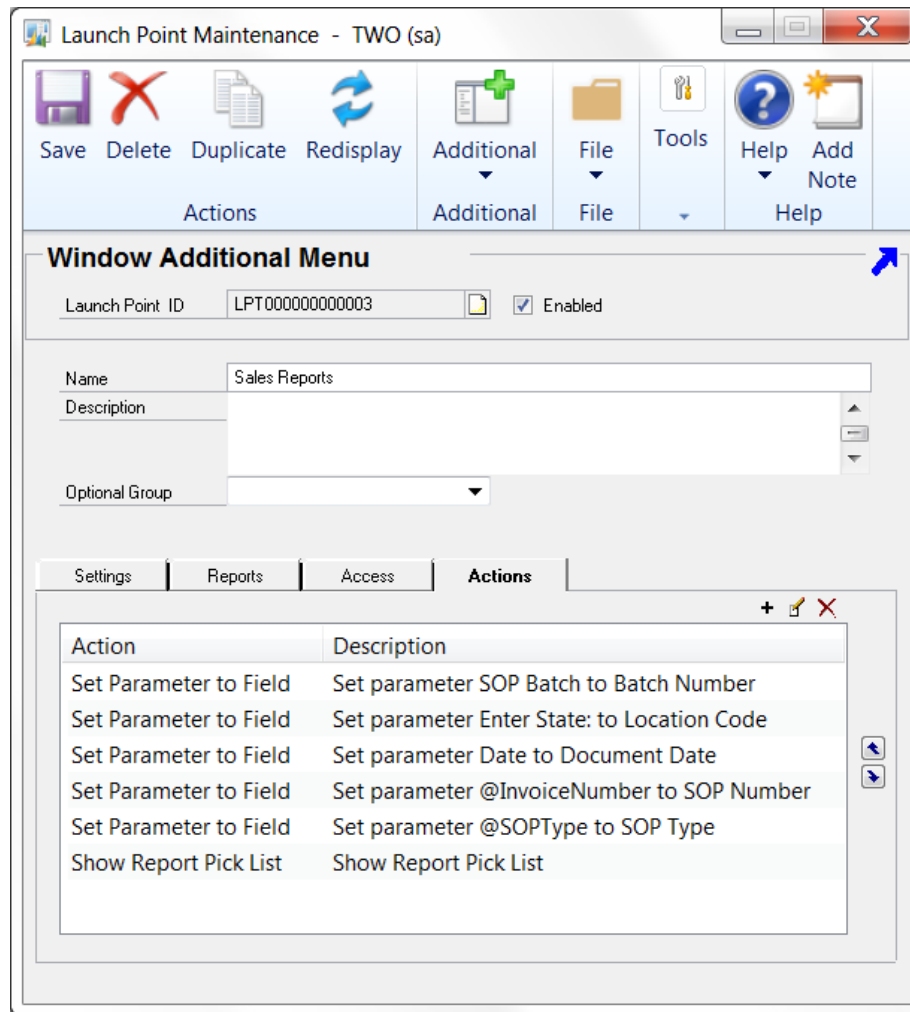 Launch Point Maintenance - TWO (sa)
Save Delete Duplicate Redisplay Additional File Tools Help Add Note
Actions Additional File Help
Window Additional Menu
Launch Point ID LPT000000000003 Enabled
Name Sales Reports
Description
Optional Group
Settings Reports Access Actions
Action Description
Set Parameter to Field Set parameter SOP Batch to Batch Number
Set Parameter to Field Set parameter Enter State: to Location Code
Set Parameter to Field Set parameter Date to Document Date
Set Parameter to Field Set parameter @InvoiceNumber to SOP Number
Set Parameter to Field Set parameter @SOPType to SOP Type
Show Report Pick List Show Report Pick List